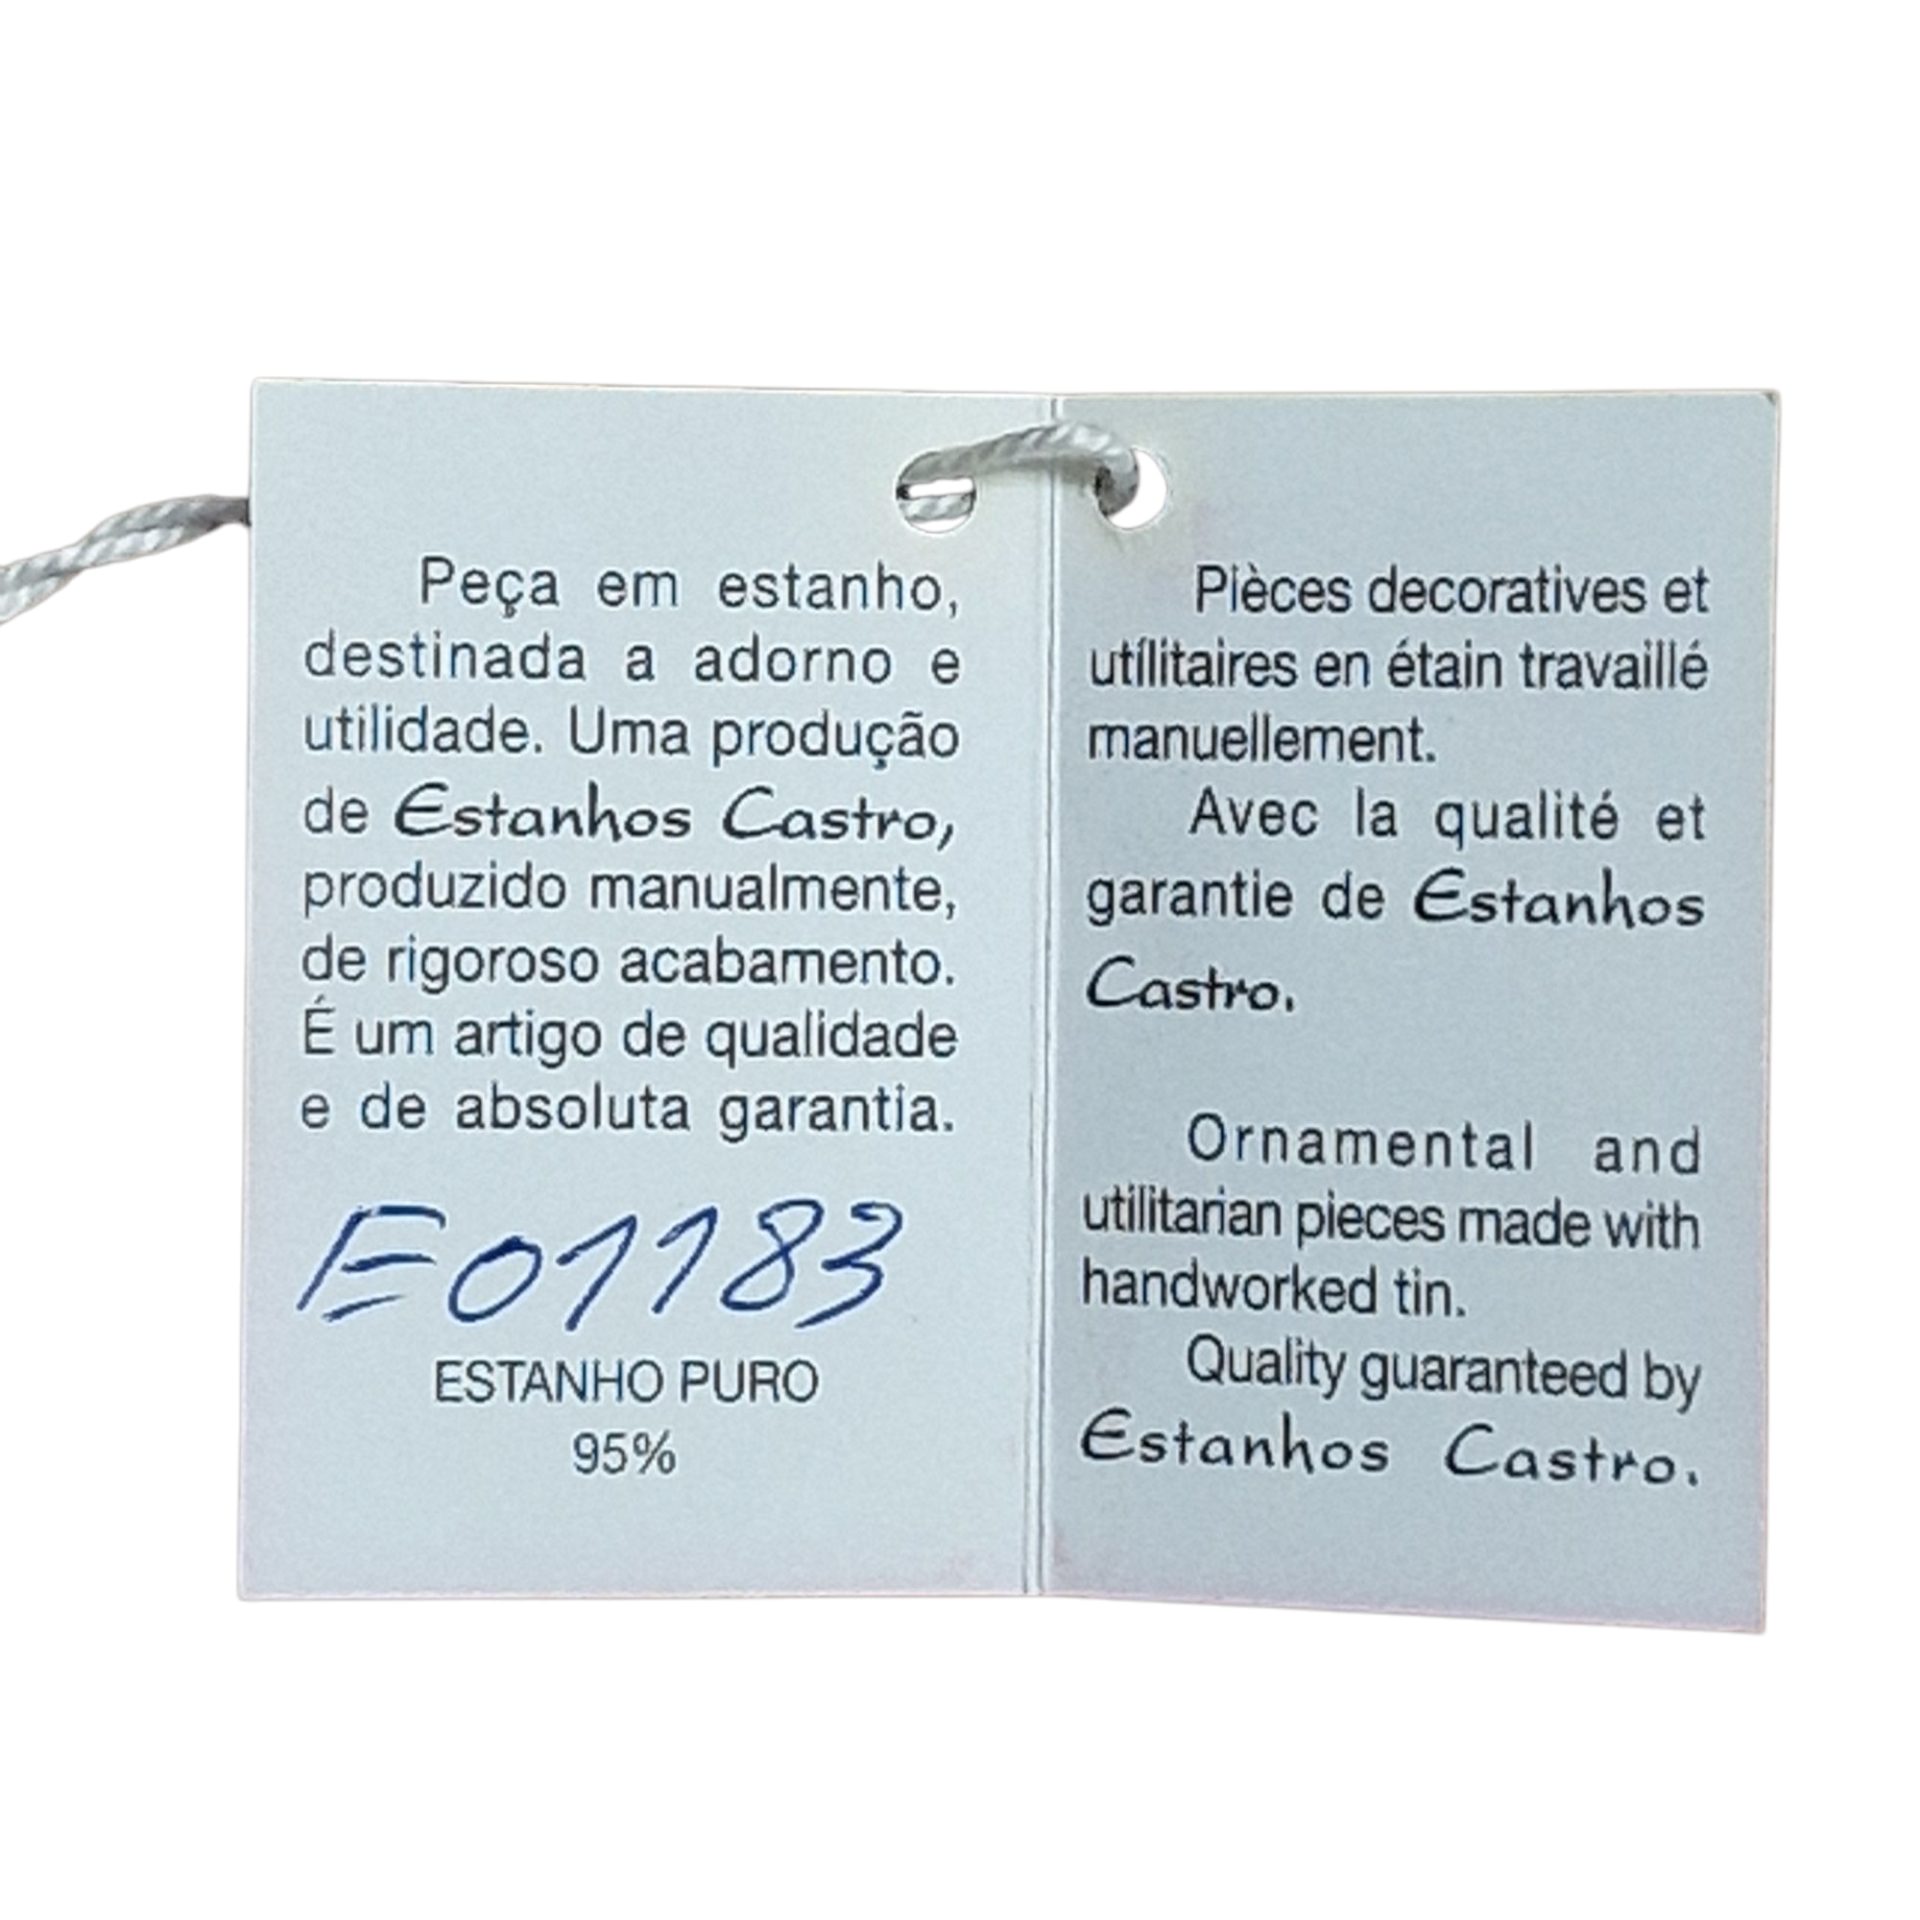 Peça em estanho,
destinada a adorno e
utilidade. Uma produção
de Estanhos Castro,
produzido manualmente,
de rigoroso acabamento.
É um artigo de qualidade
e de absoluta garantia.
E01183
ESTANHO PURO
95%
Pièces decoratives et
utílitaires en étain travaillé
manuellement.
Avec la qualité et
garantie de Estanhos
Castro.
Ornamental and
utilitarian pieces made with
handworked tin.
Quality guaranteed by
Estanhos Castro.